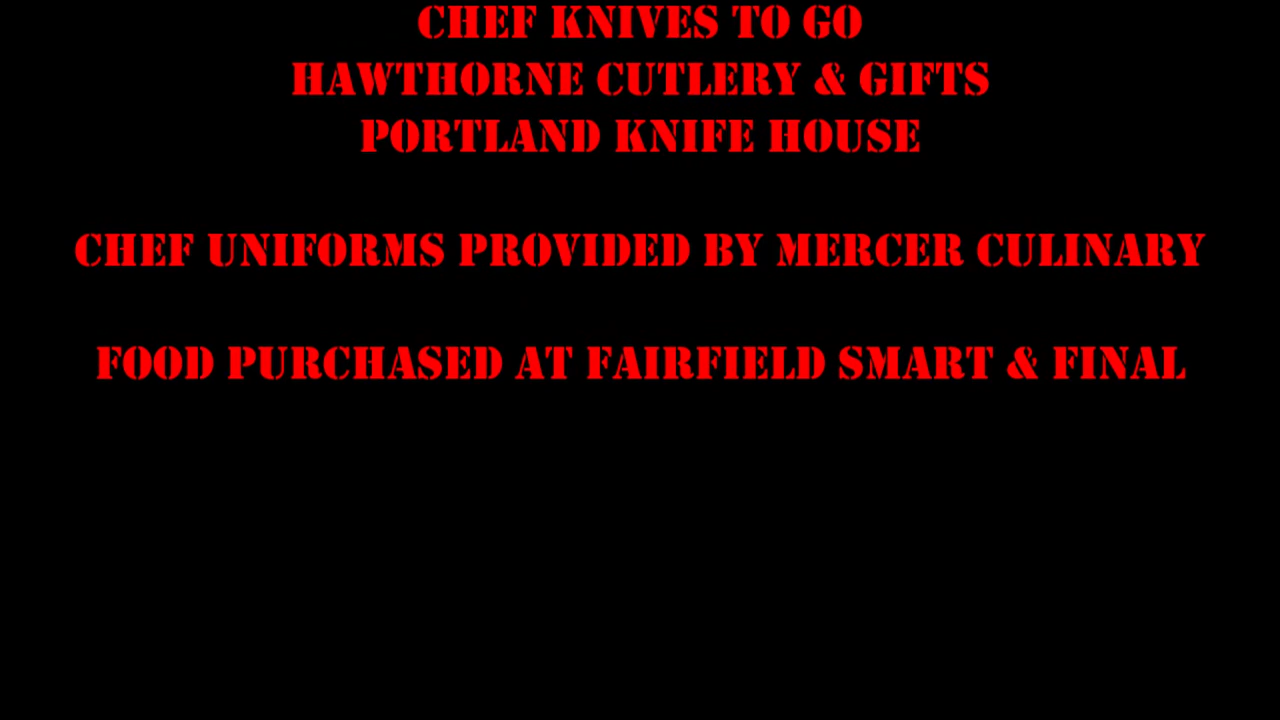 CHEF KNIVES TO GO
HAWTHORNE CUTLERY & GIFTS
PORTLAND KNIFE HOUSE
CHEF UNIFORMS PROVIDED BY MERCER CULINARY
FOOD PURCHASED AT FAIRFIELD SMART & FINAL